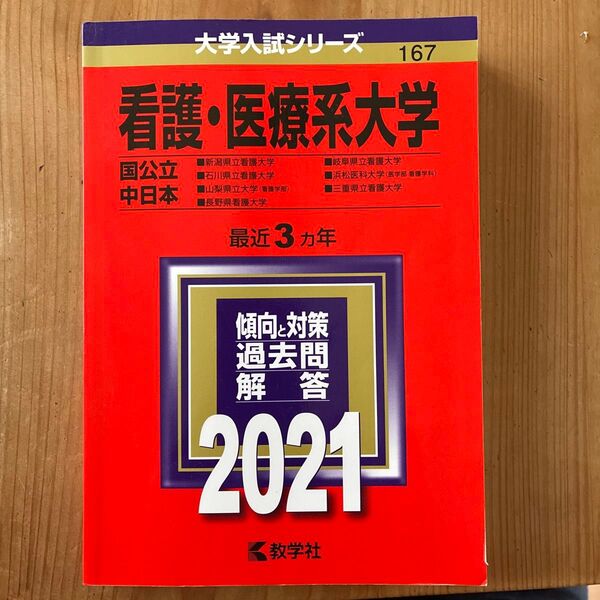 大学入試シリーズ
167
看護・医療系大学
国公立
中日本
■新潟県立看護大学
■石川県立看護大学
■山梨県立大学(看護学部)
■長野県看護大学
■岐阜県立看護大学
■浜松医科大学(医学部 看護学科)
■三重県立看護大学
最近3カ年
傾向と対策
過去問
解答
2021
教学社